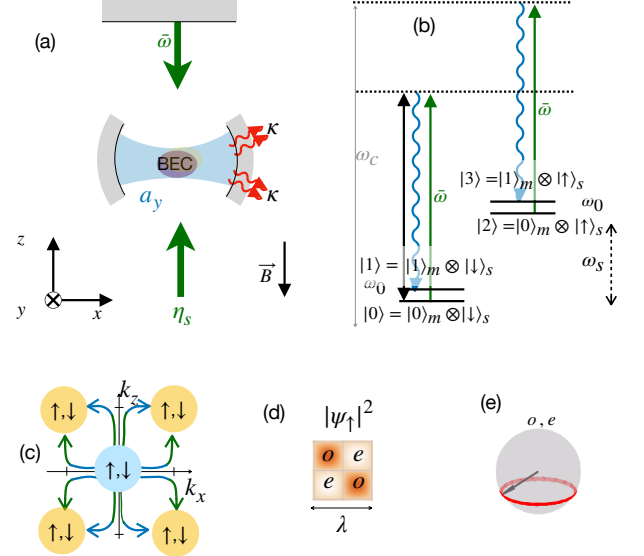 (a)
ω̄
κ
BEC
a_y
κ
z
y
x
η_s
B⃗
(b)
ω_c
ω̄
ω̄
|3⟩ = |1⟩_m ⊗ |↑⟩_s
ω_0
|2⟩ = |0⟩_m ⊗ |↑⟩_s
ω_s
|1⟩ = |1⟩_m ⊗ |↓⟩_s
ω_0
|0⟩ = |0⟩_m ⊗ |↓⟩_s
(c)
k_z
↑,↓
↑,↓
↑,↓
k_x
↑,↓
↑,↓
(d)
|ψ_↑|^2
o e
e o
λ
(e)
o, e